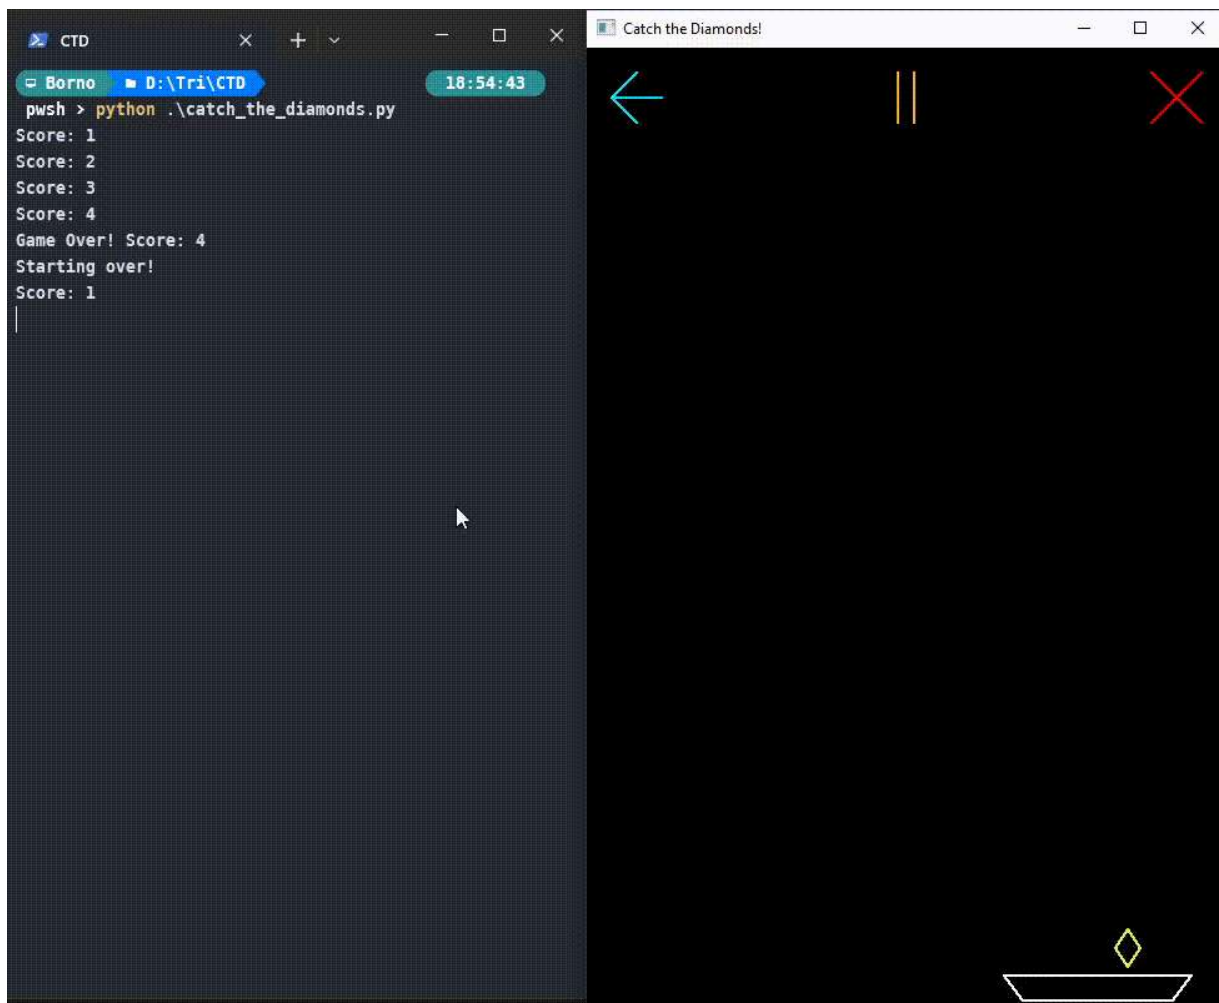 CTD
Borno D:\Tri\CTD 18:54:43
pwsh > python .\catch_the_diamonds.py
Score: 1
Score: 2
Score: 3
Score: 4
Game Over! Score: 4
Starting over!
Score: 1
Catch the Diamonds!